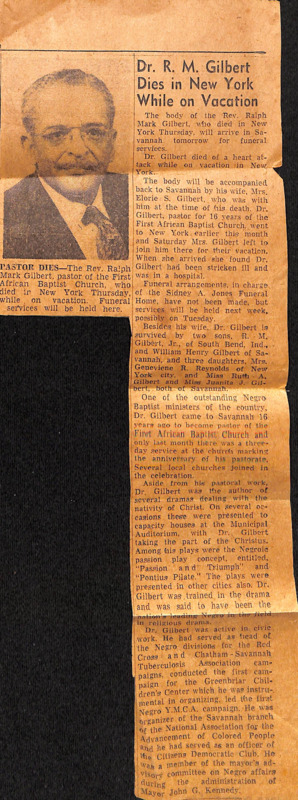 Dr. R. M. Gilbert
Dies in New York
While on Vacation
The body of the Rev. Ralph
Mark Gilbert, who died in New
York Thursday, will arrive in Sa-
vannah tomorrow for funeral
services.
Dr. Gilbert died of a heart at-
tack while on vacation in New
York.
The body will be accompanied
back to Savannah by his wife, Mrs.
Eloria S. Gilbert, who was with
him at the time of his death. Dr.
Gilbert, pastor for 16 years of the
First African Baptist Church, went
to New York earlier this month
and Saturday Mrs. Gilbert left to
join him there for their vacation.
When she arrived she found Dr.
Gilbert had been stricken ill and
was in a hospital.
Funeral arrangements, in charge
of the Sidney A. Jones Funeral
Home, have not been made, but
services will be held next week,
possibly on Tuesday.
Besides his wife, Dr. Gilbert is
survived by two sons, R. M.
Gilbert, Jr., of South Bend, Ind.,
and William Henry Gilbert of Sa-
vannah, and three daughters, Mrs.
Genevieve R. Reynolds of New
York city, and Miss Ruth A.
Gilbert and Miss Juanita J. Gil-
bert, both of Savannah.
One of the outstanding Negro
Baptist ministers of the country,
Dr. Gilbert came to Savannah 16
years ago to become pastor of the
First African Baptist Church and
only last month there was a three-
day service at the church marking
the anniversary of his pastorate.
Several local churches joined in
the celebration.
Aside from his pastoral work,
Dr. Gilbert was the author of
several dramas dealing with the
nativity of Christ. On several oc-
casions these were presented to
capacity houses at the Municipal
Auditorium, with Dr. Gilbert
taking the part of the Christus.
Among his plays were the Negroie
passion play concept, entitled,
"Passion and Triumph" and
"Pontius Pilate." The plays were
presented in other cities also. Dr.
Gilbert was trained in the drama
and was said to have been the
nation's leading Negro in the field
of religious drama.
Dr. Gilbert was active in civic
work. He had served as head of
the Negro divisions for the Red
Cross and Chatham-Savannah
Tuberculosis Association cam-
paigns, conducted the first cam-
paign for the Greenbriar Chil-
dren's Center which he was instru-
mental in organizing, led the first
Negro Y.M.C.A. campaign. He was
organizer of the Savannah branch
of the National Association for the
Advancement of Colored People
and he had served as an officer of
the Citizens Democratic Club. He
was a member of the mayor's ad-
visory committee on Negro affairs
during the administration of
Mayor John G. Kennedy.
PASTOR DIES—The Rev. Ralph
Mark Gilbert, pastor of the First
African Baptist Church, who
died in New York Thursday,
while on vacation. Funeral
services will be held here.